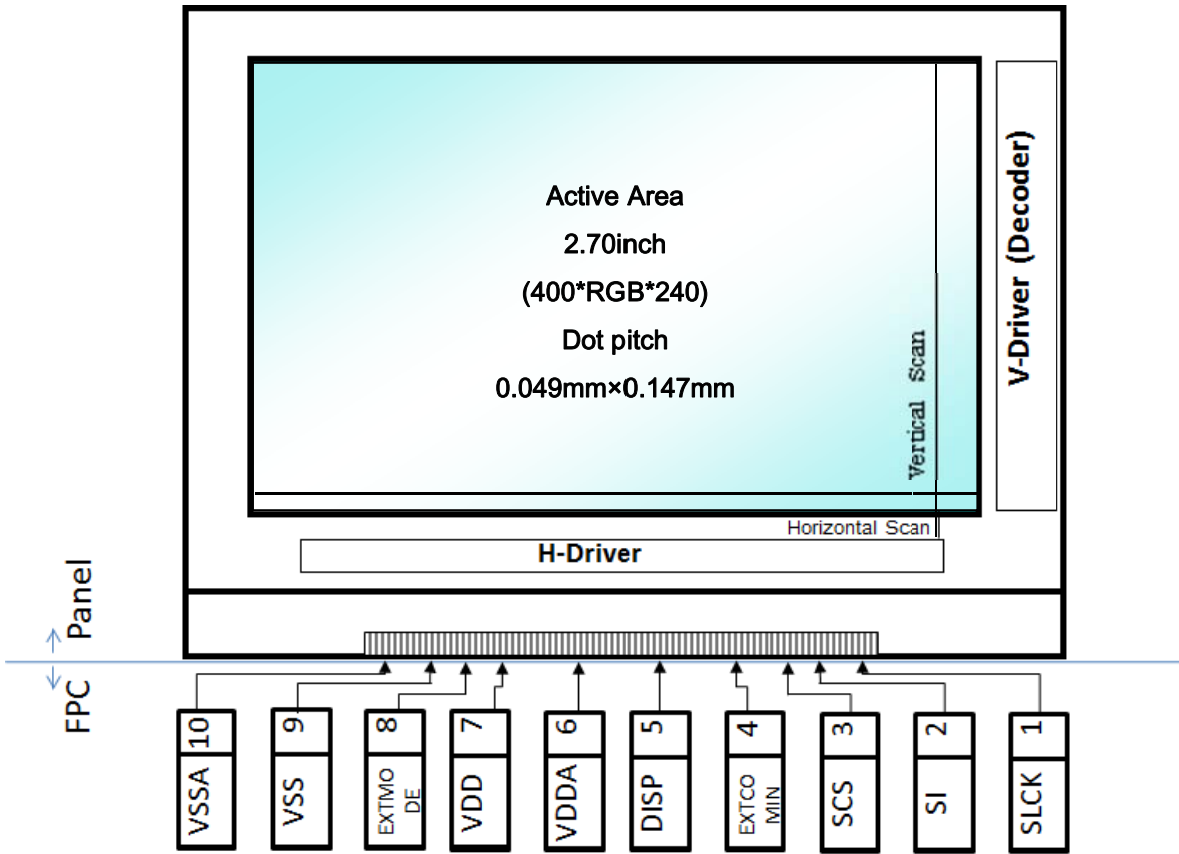 Active Area
2.70inch
(400*RGB*240)
Dot pitch
0.049mm×0.147mm
Vertical Scan
V-Driver (Decoder)
Horizontal Scan
H-Driver
Panel
FPC
10
VSSA
9
VSS
8
EXTMO
DE
7
VDD
6
VDDA
5
DISP
4
EXTCO
MIN
3
SCS
2
SI
1
SLCK